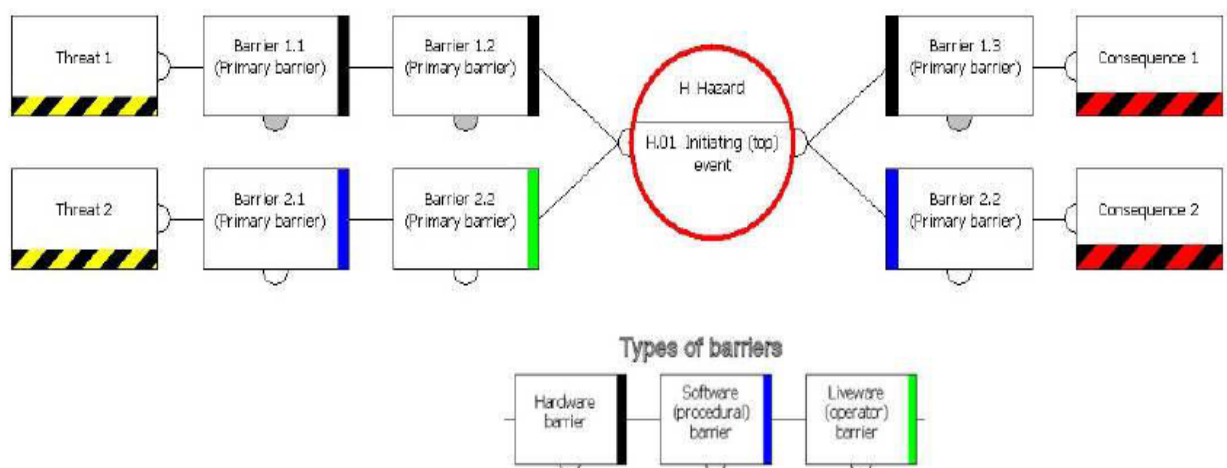 Threat 1
Barrier 1.1
(Primary barrier)
Barrier 1.2
(Primary barrier)
H Hazard
H.01 Initiating (top)
event
Barrier 1.3
(Primary barrier)
Consequence 1
Threat 2
Barrier 2.1
(Primary barrier)
Barrier 2.2
(Primary barrier)
Barrier 2.2
(Primary barrier)
Consequence 2
Types of barriers
Hardware
barrier
Software
(procedural)
barrier
Liveware
(operator)
barrier